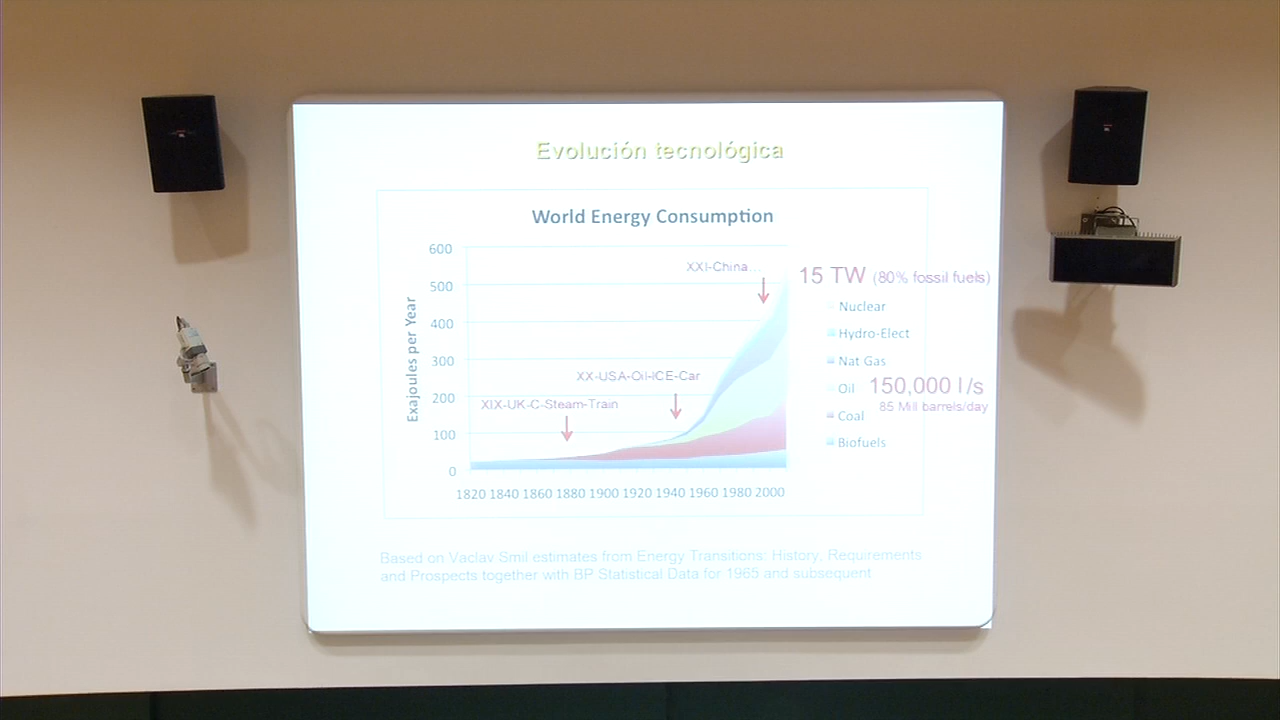 Evolución tecnológica
World Energy Consumption
600
500
400
300
200
100
0
Exajoules per Year
1820 1840 1860 1880 1900 1920 1940 1960 1980 2000
XIX-UK-C-Steam-Train
XX-USA-Oil-ICE-Car
XXI-China...
15 TW (80% fossil fuels)
Nuclear
Hydro-Elect
Nat Gas
Oil 150,000 l/s
85 Mill barrels/day
Coal
Biofuels
Based on Vaclav Smil estimates from Energy Transitions: History, Requirements
and Prospects together with BP Statistical Data for 1965 and subsequent